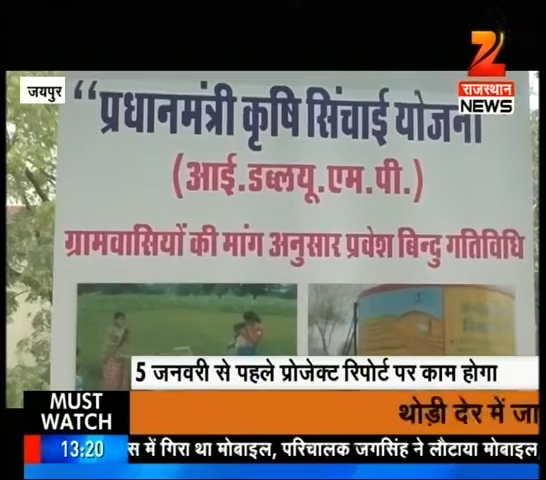 Z
राजस्थान
NEWS
जयपुर
“प्रधानमंत्री कृषि सिंचाई योजना
(आई.डब्लयू.एम.पी.)
ग्रामवासियों की मांग अनुसार प्रवेश बिन्दु गतिविधि
5 जनवरी से पहले प्रोजेक्ट रिपोर्ट पर काम होगा
MUST WATCH
थोड़ी देर में जा
13:20
स में गिरा था मोबाइल, परिचालक जगसिंह ने लौटाया मोबाइल,